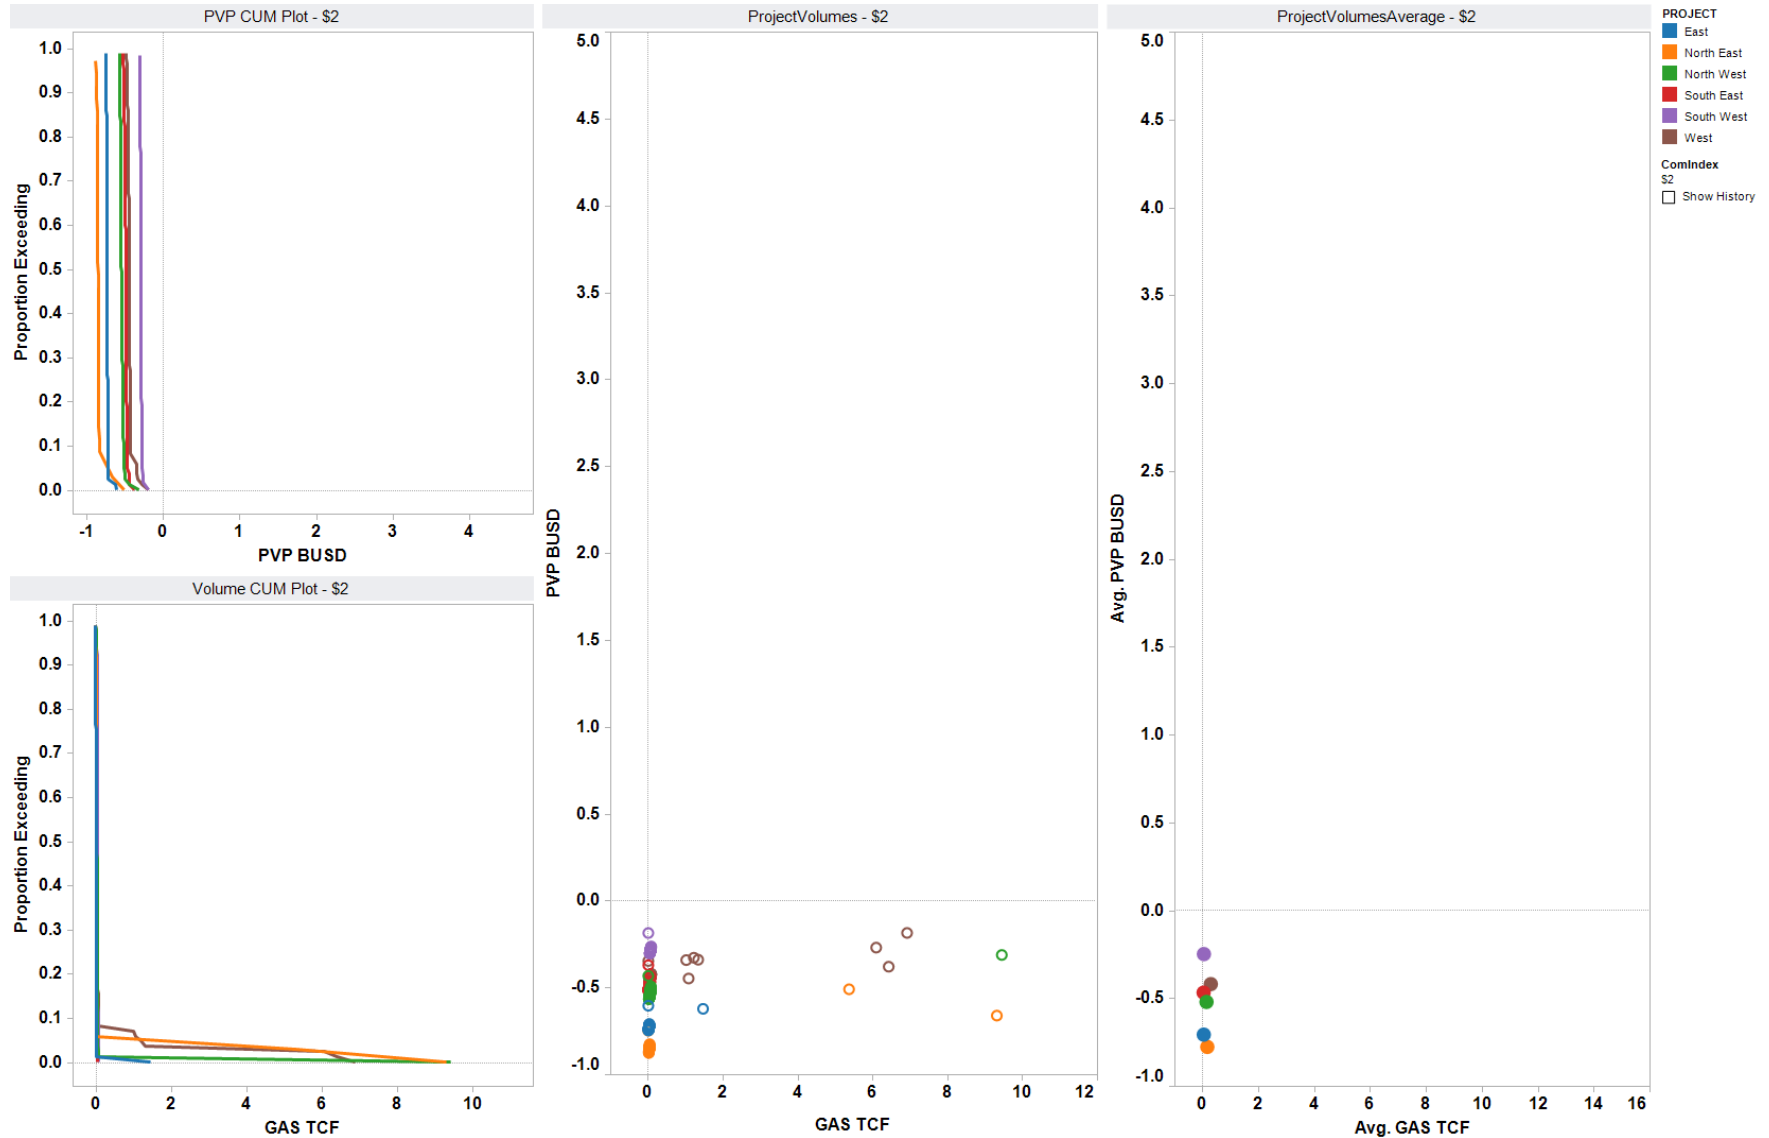 PVP CUM Plot - $2
1.0
0.9
0.8
0.7
0.6
0.5
0.4
0.3
0.2
0.1
0.0
Proportion Exceeding
-1 0 1 2 3 4
PVP BUSD
Volume CUM Plot - $2
1.0
0.9
0.8
0.7
0.6
0.5
0.4
0.3
0.2
0.1
0.0
Proportion Exceeding
0 2 4 6 8 10
GAS TCF
ProjectVolumes - $2
5.0
4.5
4.0
3.5
3.0
2.5
2.0
1.5
1.0
0.5
0.0
-0.5
-1.0
PVP BUSD
0 2 4 6 8 10 12
GAS TCF
ProjectVolumesAverage - $2
5.0
4.5
4.0
3.5
3.0
2.5
2.0
1.5
1.0
0.5
0.0
-0.5
-1.0
Avg. PVP BUSD
0 2 4 6 8 10 12 14 16
Avg. GAS TCF
PROJECT
East
North East
North West
South East
South West
West
ComIndex
$2
Show History